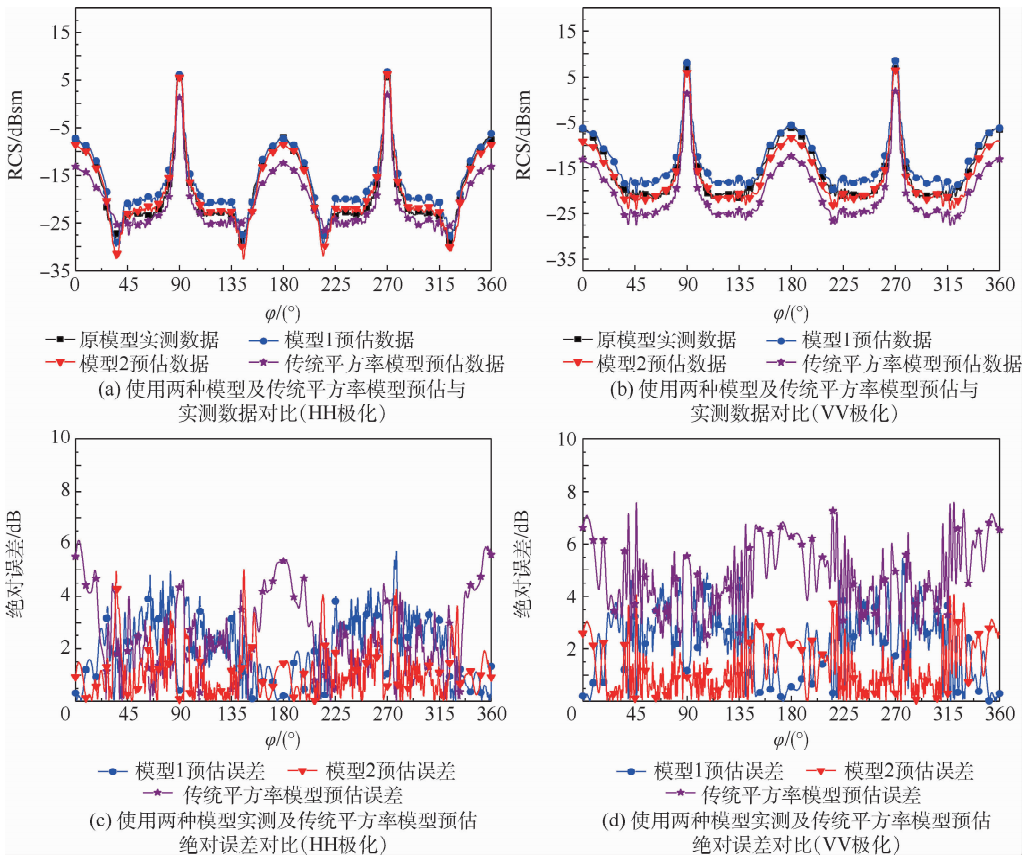 15
5
−5
−15
−25
−35
RCS/dBsm
0 45 90 135 180 225 270 315 360
φ/(°)
原模型实测数据 模型1预估数据
模型2预估数据 传统平方率模型预估数据
(a) 使用两种模型及传统平方率模型预估与
实测数据对比(HH极化)
15
5
−5
−15
−25
−35
RCS/dBsm
0 45 90 135 180 225 270 315 360
φ/(°)
原模型实测数据 模型1预估数据
模型2预估数据 传统平方率模型预估数据
(b) 使用两种模型及传统平方率模型预估与
实测数据对比(VV极化)
10
8
6
4
2
绝对误差/dB
0 45 90 135 180 225 270 315 360
φ/(°)
模型1预估误差 模型2预估误差
传统平方率模型预估误差
(c) 使用两种模型实测及传统平方率模型预估
绝对误差对比(HH极化)
10
8
6
4
2
绝对误差/dB
0 45 90 135 180 225 270 315 360
φ/(°)
模型1预估误差 模型2预估误差
传统平方率模型预估误差
(d) 使用两种模型实测及传统平方率模型预估
绝对误差对比(VV极化)